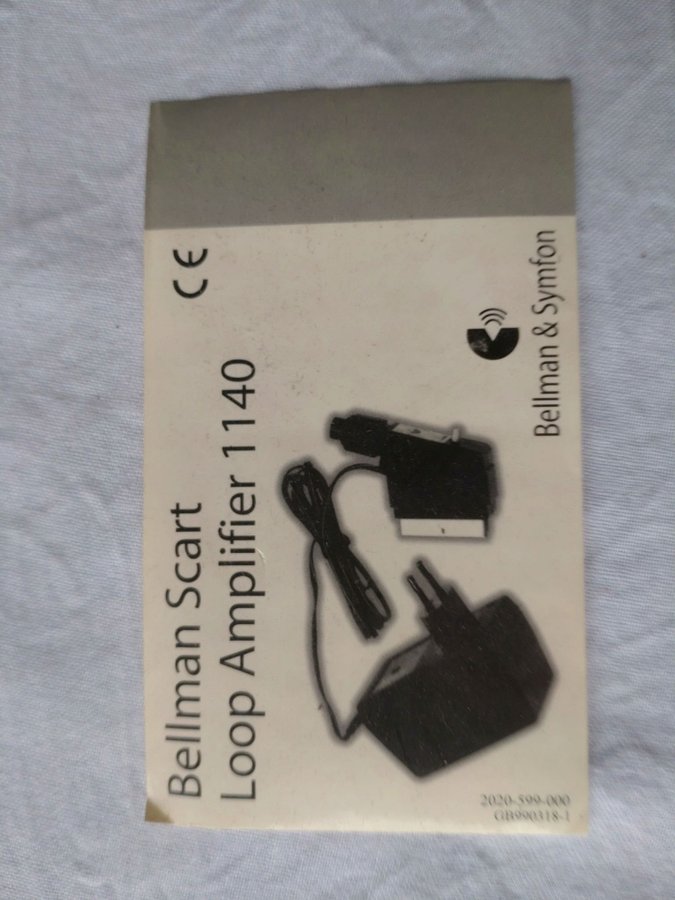 Bellman Scart
Loop Amplifier 1140
CE
Bellman & Symfon
2020-599-000
GB990318-1